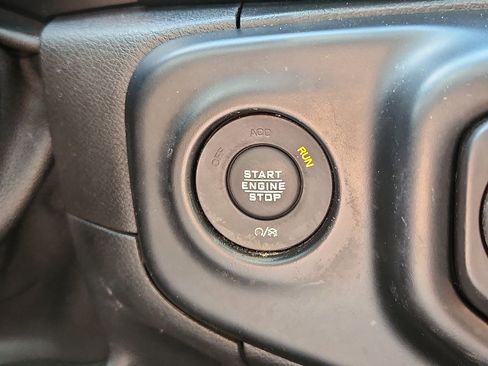 OFF
ACC
RUN
START
ENGINE
STOP